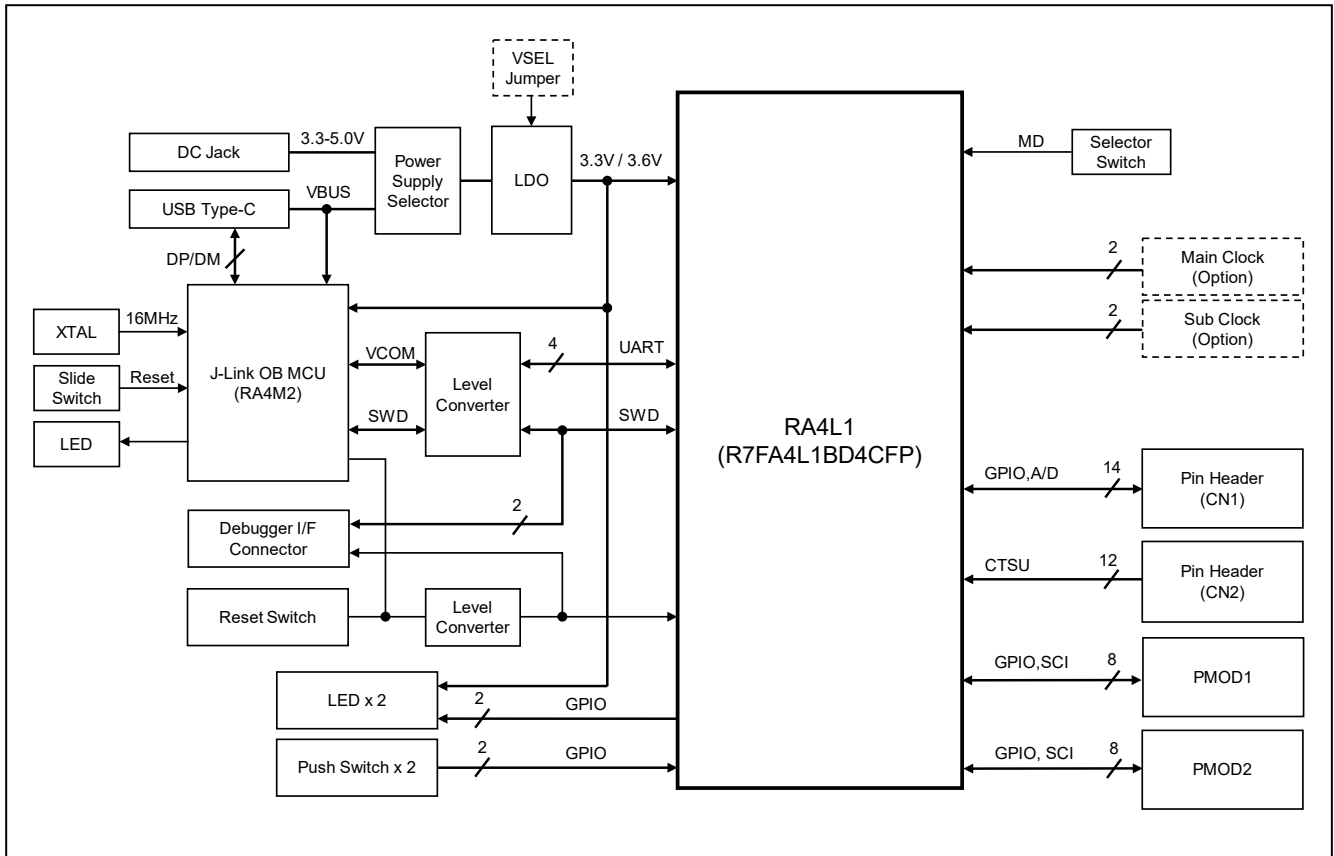 VSEL
Jumper
DC Jack
3.3-5.0V
Power
Supply
Selector
LDO
3.3V / 3.6V
USB Type-C
VBUS
DP/DM
XTAL
16MHz
Slide
Switch
Reset
LED
J-Link OB MCU
(RA4M2)
VCOM
SWD
Level
Converter
4
UART
SWD
2
Debugger I/F
Connector
Reset Switch
Level
Converter
LED x 2
2
GPIO
Push Switch x 2
2
GPIO
RA4L1
(R7FA4L1BD4CFP)
MD
Selector
Switch
2
Main Clock
(Option)
2
Sub Clock
(Option)
GPIO,A/D
14
Pin Header
(CN1)
CTSU
12
Pin Header
(CN2)
GPIO,SCI
8
PMOD1
GPIO, SCI
8
PMOD2